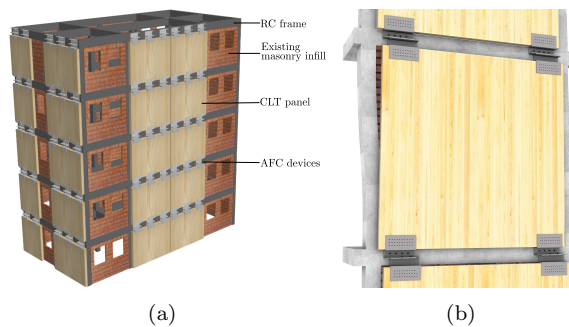 RC frame
Existing
masonry infill
CLT panel
AFC devices
(a)
(b)